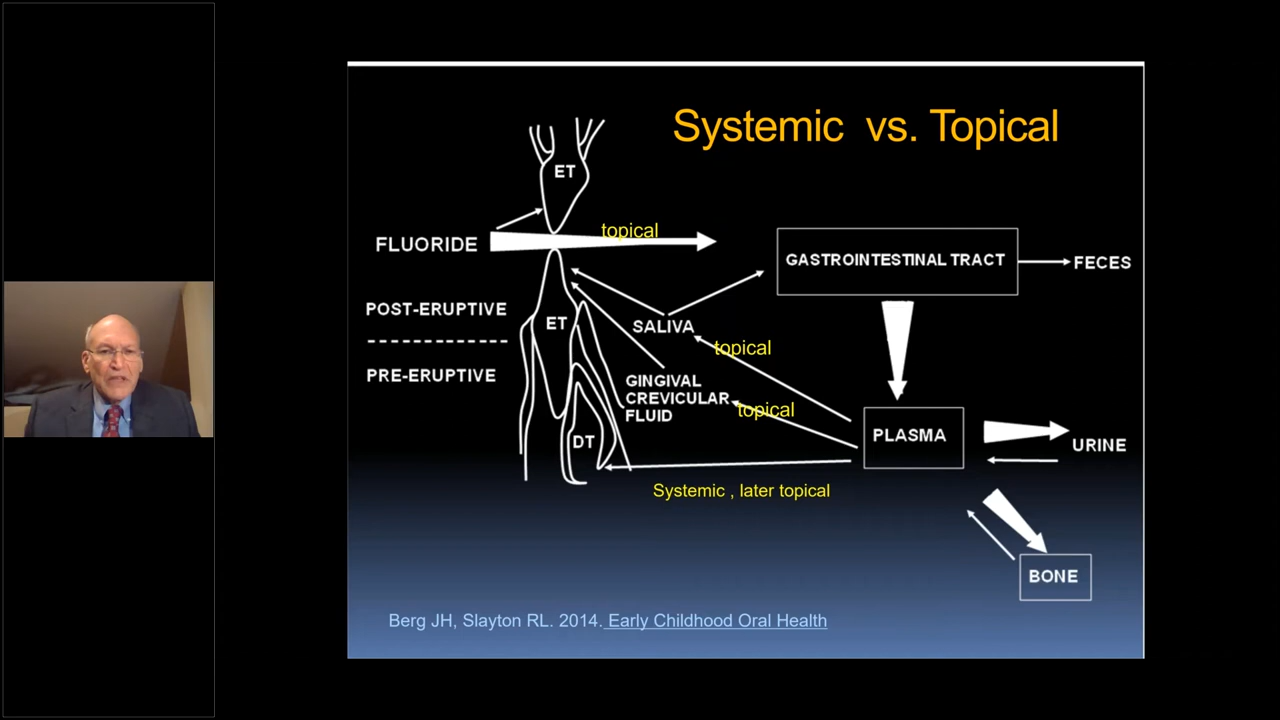 Systemic vs. Topical
ET
FLUORIDE
topical
GASTROINTESTINAL TRACT
FECES
POST-ERUPTIVE
ET
SALIVA
topical
PRE-ERUPTIVE
GINGIVAL
CREVICULAR
FLUID
topical
PLASMA
URINE
DT
Systemic , later topical
BONE
Berg JH, Slayton RL. 2014. Early Childhood Oral Health